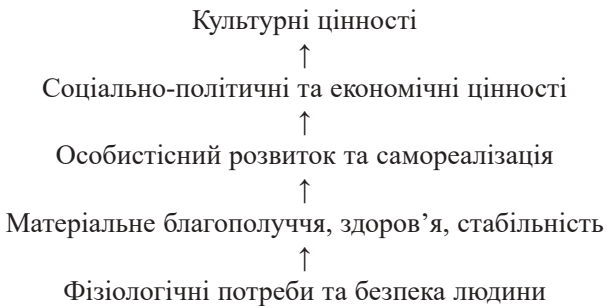 Культурні цінності
↑
Соціально-політичні та економічні цінності
↑
Особистісний розвиток та самореалізація
↑
Матеріальне благополуччя, здоров’я, стабільність
↑
Фізіологічні потреби та безпека людини